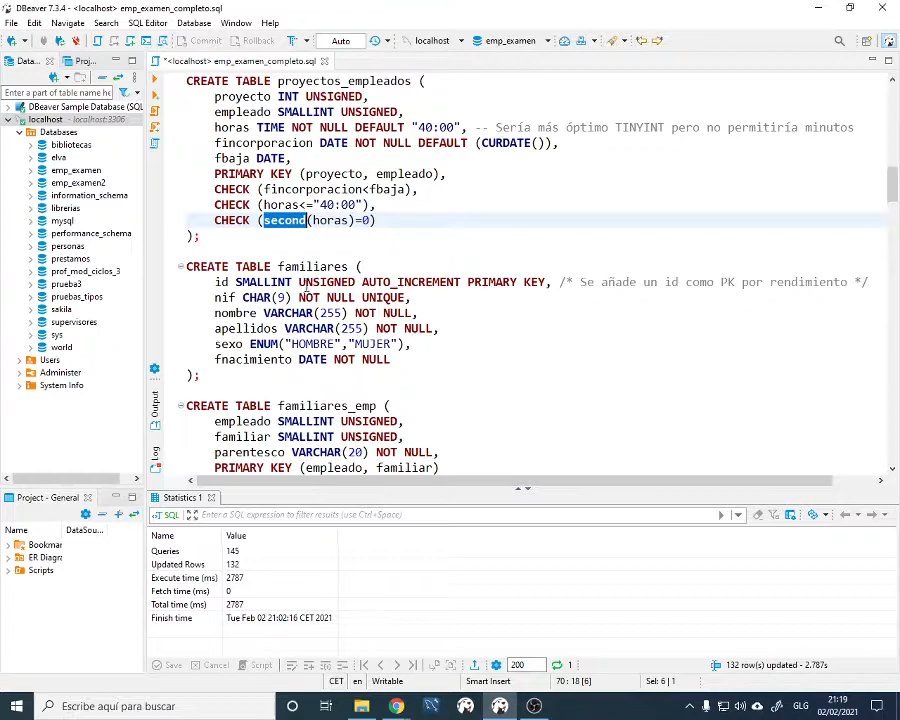 DBeaver 7.3.4 - <localhost> emp_examen_completo.sql
File Edit Navigate Search SQL Editor Database Window Help
Commit Rollback T Auto localhost emp_examen
Data... Proj...
*<localhost> emp_examen_completo.sql
Enter a part of table name he
DBeaver Sample Database (SQL
localhost - localhost:3306
Databases
bibliotecas
elva
emp_examen
emp_examen2
information_schema
librerias
mysql
performance_schema
personas
prestamos
prof_mod_ciclos_3
prueba3
pruebas_tipos
sakila
supervisores
sys
world
Users
Administer
System Info
CREATE TABLE proyectos_empleados (
proyecto INT UNSIGNED,
empleado SMALLINT UNSIGNED,
horas TIME NOT NULL DEFAULT "40:00", -- Sería más óptimo TINYINT pero no permitiría minutos
fincorporacion DATE NOT NULL DEFAULT (CURDATE()),
fbaja DATE,
PRIMARY KEY (proyecto, empleado),
CHECK (fincorporacion<fbaja),
CHECK (horas<="40:00"),
CHECK (second(horas)=0)
);
CREATE TABLE familiares (
id SMALLINT UNSIGNED AUTO_INCREMENT PRIMARY KEY, /* Se añade un id como PK por rendimiento */
nif CHAR(9) NOT NULL UNIQUE,
nombre VARCHAR(255) NOT NULL,
apellidos VARCHAR(255) NOT NULL,
sexo ENUM("HOMBRE","MUJER"),
fnacimiento DATE NOT NULL
);
CREATE TABLE familiares_emp (
empleado SMALLINT UNSIGNED,
familiar SMALLINT UNSIGNED,
parentesco VARCHAR(20) NOT NULL,
PRIMARY KEY (empleado, familiar)
Output
Log
Project - General
Name DataSou...
Bookmar
ER Diagra
Scripts
Statistics 1
SQL Enter a SQL expression to filter results (use Ctrl+Space)
Name Value
Queries 145
Updated Rows 132
Execute time (ms) 2787
Fetch time (ms) 0
Total time (ms) 2787
Finish time Tue Feb 02 21:02:16 CET 2021
Save Cancel Script 200 1 132 row(s) updated - 2.787s
CET en Writable Smart Insert 70 : 18 [6] Sel: 6 | 1
Escribe aquí para buscar
GLG
21:19
02/02/2021